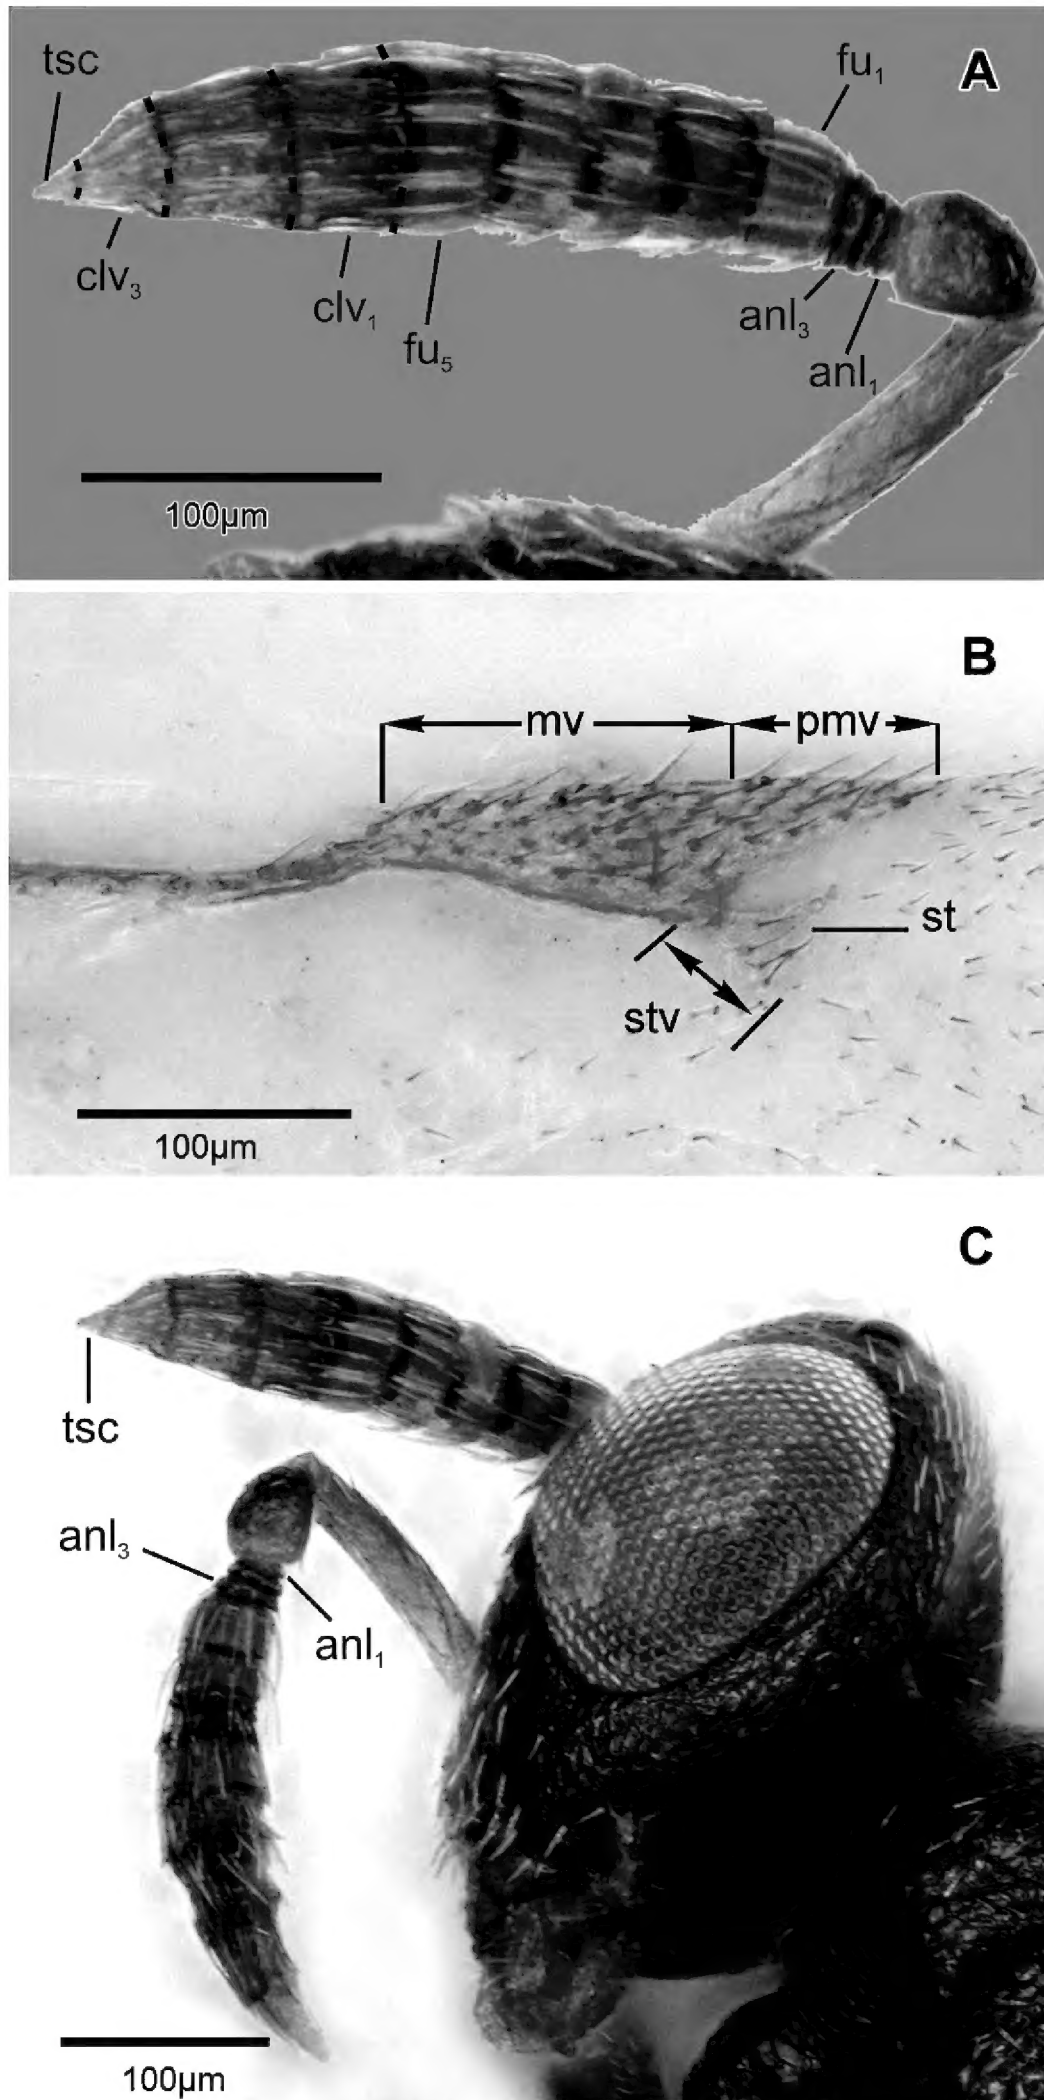 A
tsc
fu₁
clv₃
clv₁
fu₅
anl₃
anl₁
100µm
B
mv
pmv
st
stv
100µm
C
tsc
anl₃
anl₁
100µm